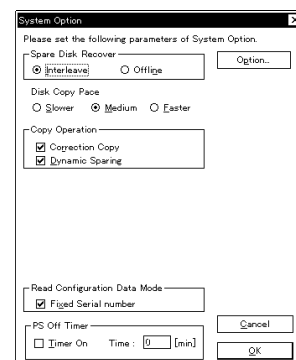 System Option
Please set the following parameters of System Option.
Spare Disk Recover
Interleave Offline
Option...
Disk Copy Pace
Slower Medium Faster
Copy Operation
Correction Copy
Dynamic Sparing
Read Configuration Data Mode
Fixed Serial number
PS Off Timer
Timer On Time : 0 [min]
Cancel
OK